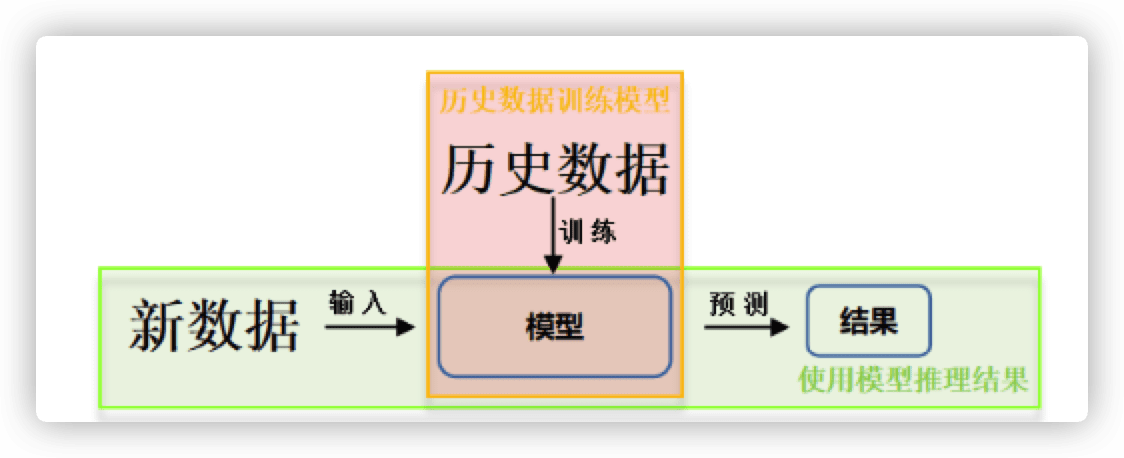 历史数据训练模型
历史数据
训练
新数据
输入
模型
预测
结果
使用模型推理结果